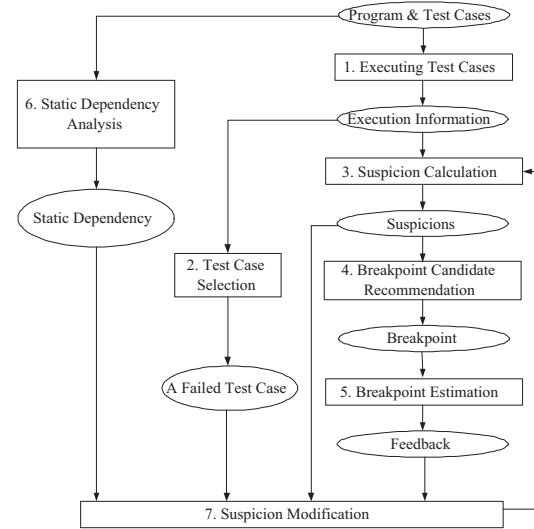 Program & Test Cases
1. Executing Test Cases
6. Static Dependency
Analysis
Execution Information
3. Suspicion Calculation
Static Dependency
Suspicions
2. Test Case
Selection
4. Breakpoint Candidate
Recommendation
Breakpoint
A Failed Test Case
5. Breakpoint Estimation
Feedback
7. Suspicion Modification